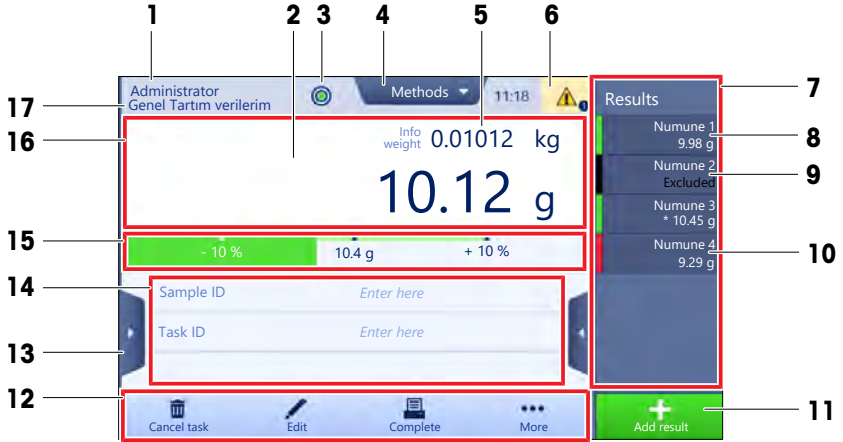 1
2
3
4
5
6
Administrator
Genel Tartım verilerim
Methods
11:18
17
16
15
14
13
12
Info
weight
0.01012 kg
10.12 g
- 10 %
10.4 g
+ 10 %
Sample ID
Enter here
Task ID
Enter here
Cancel task
Edit
Complete
More
Results
Numune 1
9.98 g
Numune 2
Excluded
Numune 3
* 10.45 g
Numune 4
9.29 g
Add result
7
8
9
10
11